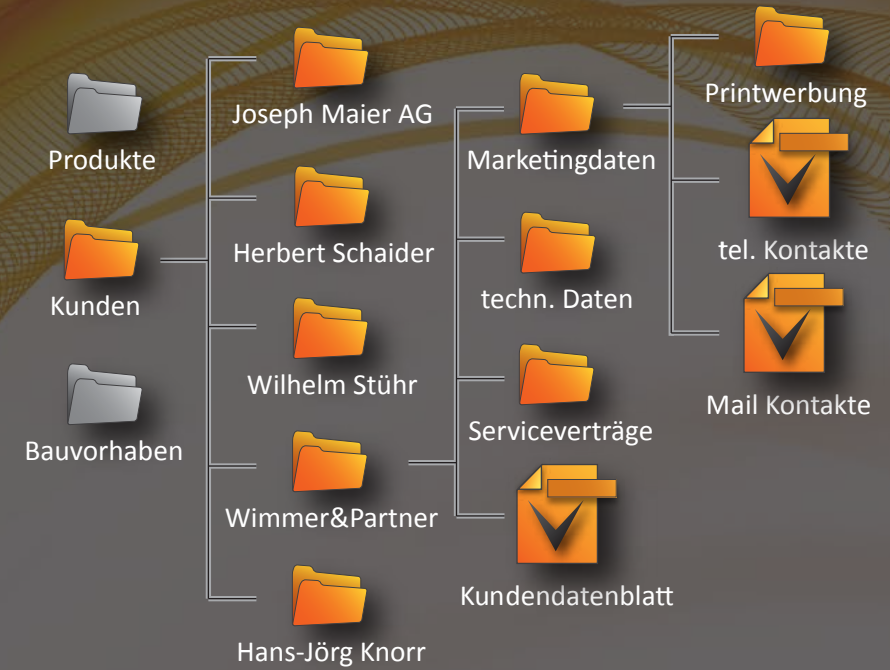 Produkte
Kunden
Bauvorhaben
Joseph Maier AG
Herbert Schaider
Wilhelm Stühr
Wimmer&Partner
Hans-Jörg Knorr
Marketingdaten
techn. Daten
Serviceverträge
Kundendatenblatt
Printwerbung
tel. Kontakte
Mail Kontakte